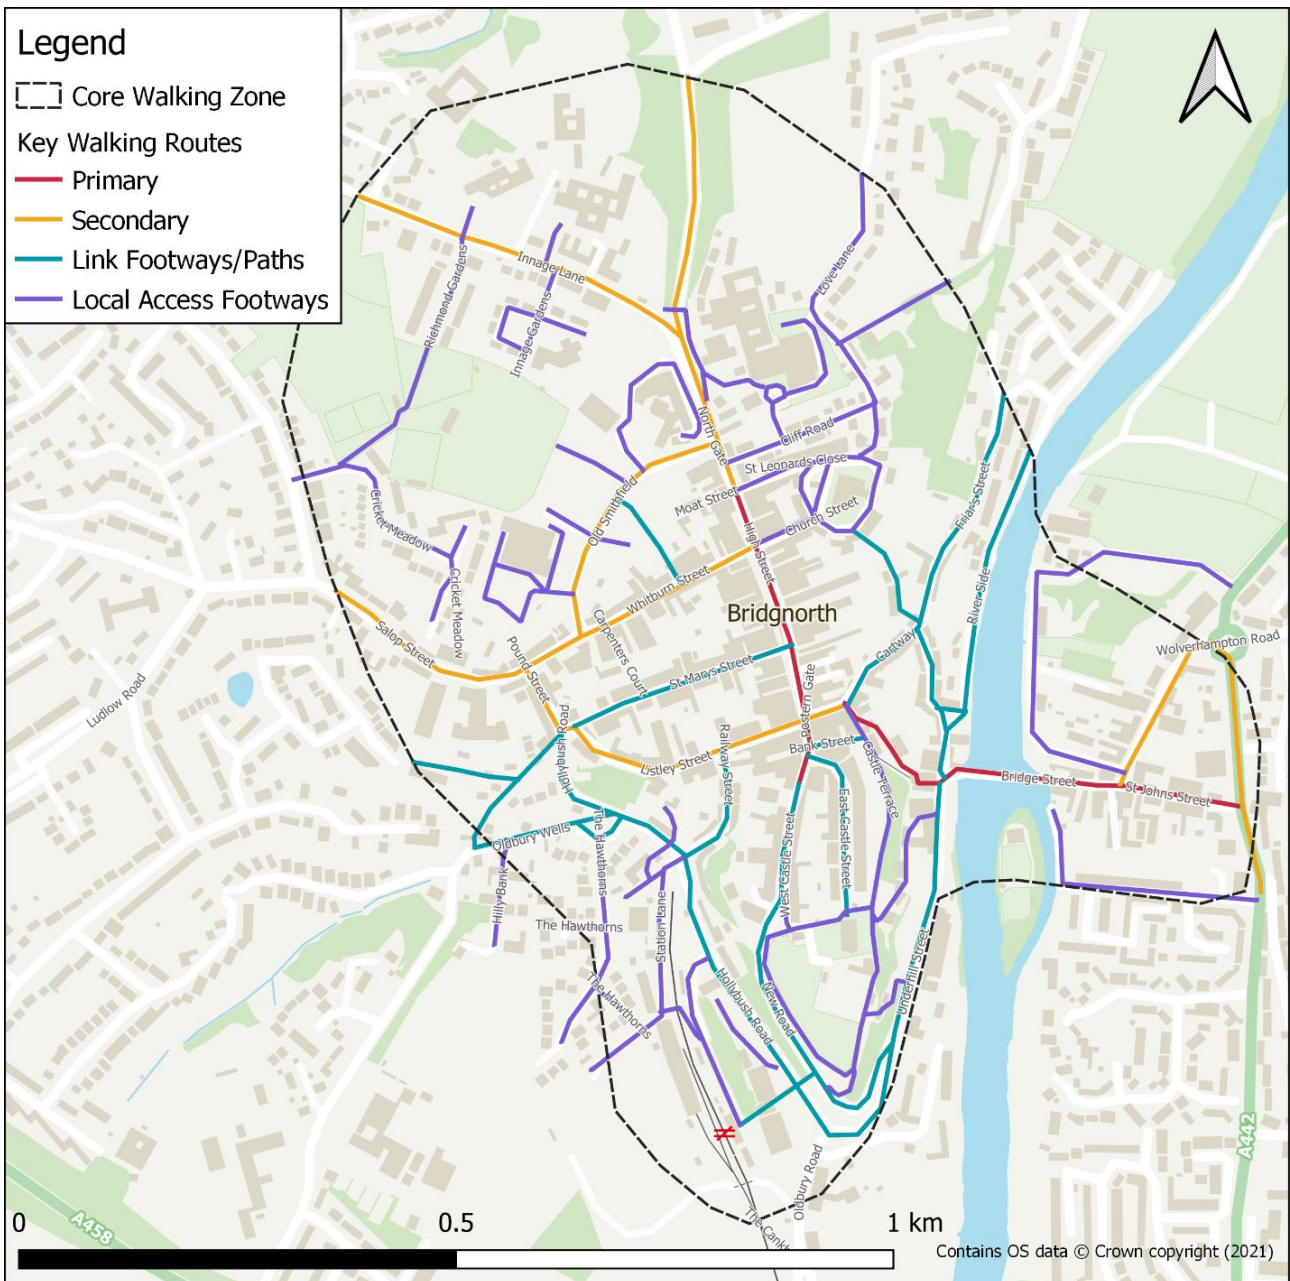 Legend
Core Walking Zone
Key Walking Routes
Primary
Secondary
Link Footways/Paths
Local Access Footways
Innage Lane
Richmond Gardens
Innage Gardens
Love Lane
North Gate
Cliff Road
St Leonards Close
Moat Street
Church Street
High Street
Old Smithfield
Friar's Street
River Side
Cricket Meadow
Cricket Meadow
Whitburn Street
Bridgnorth
Carpenters Court
Salop Street
Pound Street
St Marys Street
Cartway
Wolverhampton Road
Ludlow Road
Postern Gate
Hollybush Road
Railway Street
Bank Street
Listley Street
Castle Terrace
Bridge Street
St Johns Street
Oldbury Wells
The Hawthorns
West Castle Street
East Castle Street
Hilly Bank
The Hawthorns
Station Lane
Underhill Street
The Hawthorns
Hollybush Road
New Road
Oldbury Road
A442
A458
0
0.5
1 km
Contains OS data © Crown copyright (2021)